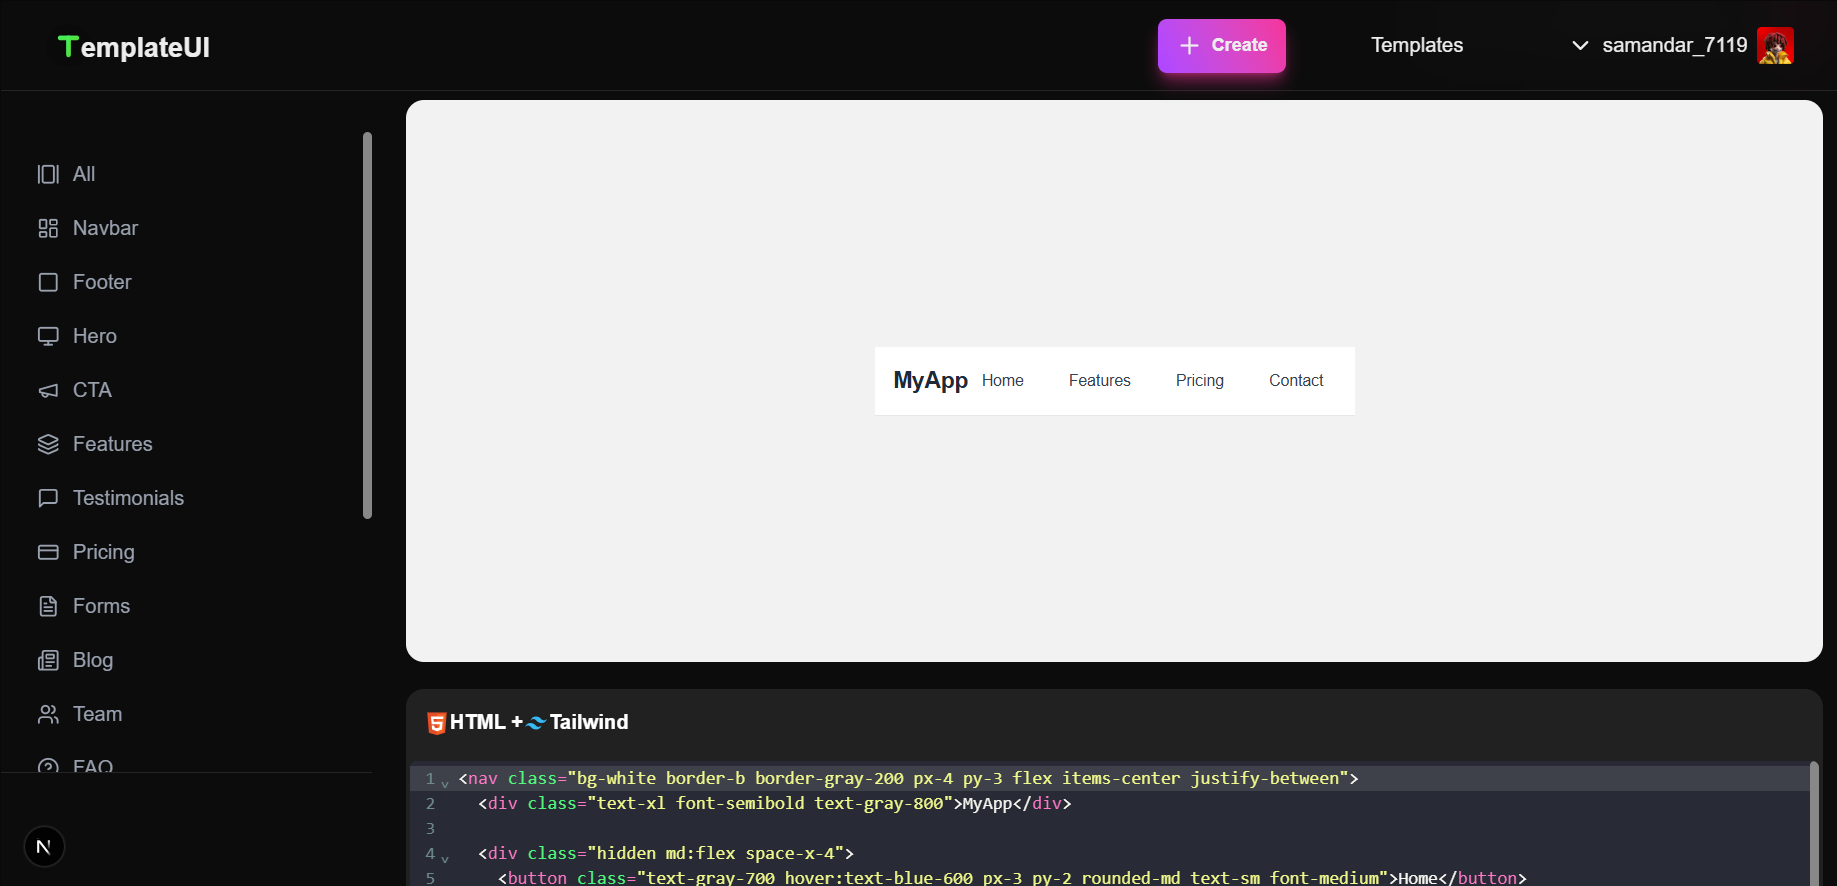 TemplateUI
Create
Templates
samandar_7119
All
Navbar
Footer
Hero
CTA
Features
Testimonials
Pricing
Forms
Blog
Team
FAQ
N
MyApp Home Features Pricing Contact
HTML + Tailwind
1 <nav class="bg-white border-b border-gray-200 px-4 py-3 flex items-center justify-between">
2 <div class="text-xl font-semibold text-gray-800">MyApp</div>
3
4 <div class="hidden md:flex space-x-4">
5 <button class="text-gray-700 hover:text-blue-600 px-3 py-2 rounded-md text-sm font-medium">Home</button>